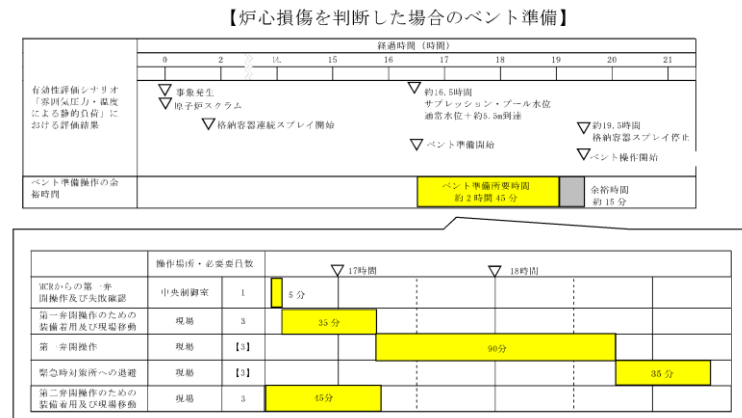 【炉心損傷を判断した場合のベント準備】
経過時間（時間）
0 2 14 15 16 17 18 19 20 21
有効性評価シナリオ
「雰囲気圧力・温度
による静的負荷」に
おける評価結果
事象発生
原子炉スクラム
格納容器連続スプレイ開始
約16.5時間
サプレッション・プール水位
通常水位＋約5.5m到達
ベント準備開始
約19.5時間
格納容器スプレイ停止
ベント操作開始
ベント準備操作の余
裕時間
ベント準備所要時間
約2時間45分
余裕時間
約15分
操作場所・必要要員数
17時間
18時間
MCRからの第一弁
開操作及び失敗確認
中央制御室
1
5分
第一弁開操作のための
装備着用及び現場移動
現場
3
35分
第一弁開操作
現場
【3】
90分
緊急時対策所への退避
現場
【3】
35分
第二弁開操作のための
装備着用及び現場移動
現場
3
45分